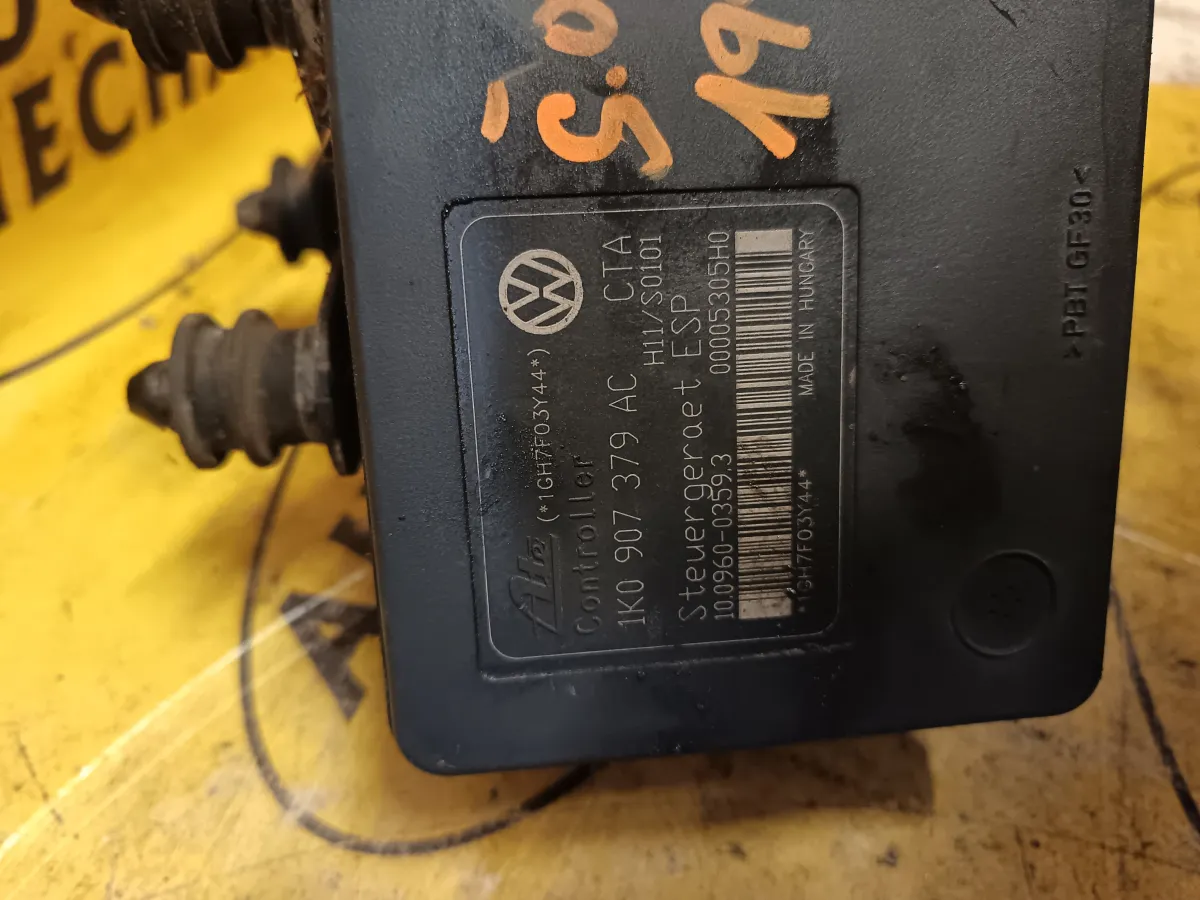 Ate (*1GH7F03Y44*)
Controller
1K0 907 379 AC CTA
H11/S0101
Steuergeraet ESP
10.0960-0359.3 00005305H0
*1GH7F03Y44* MADE IN HUNGARY
>PBT GF30<